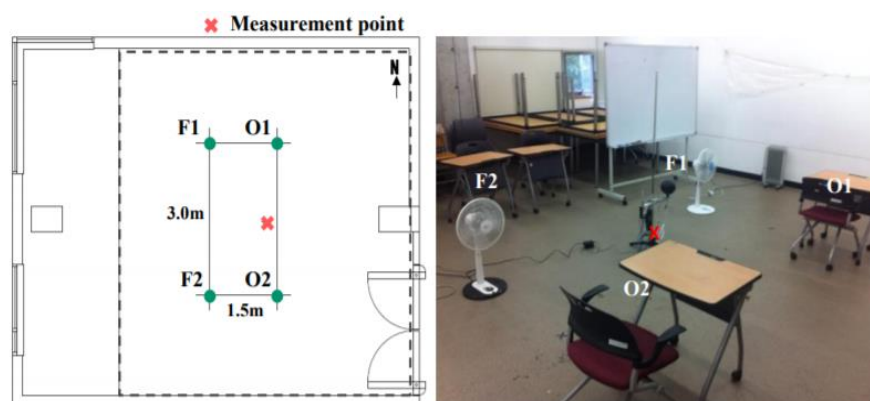 Measurement point
N
F1 O1
3.0m
F2 O2
1.5m
F1
F2
O1
O2